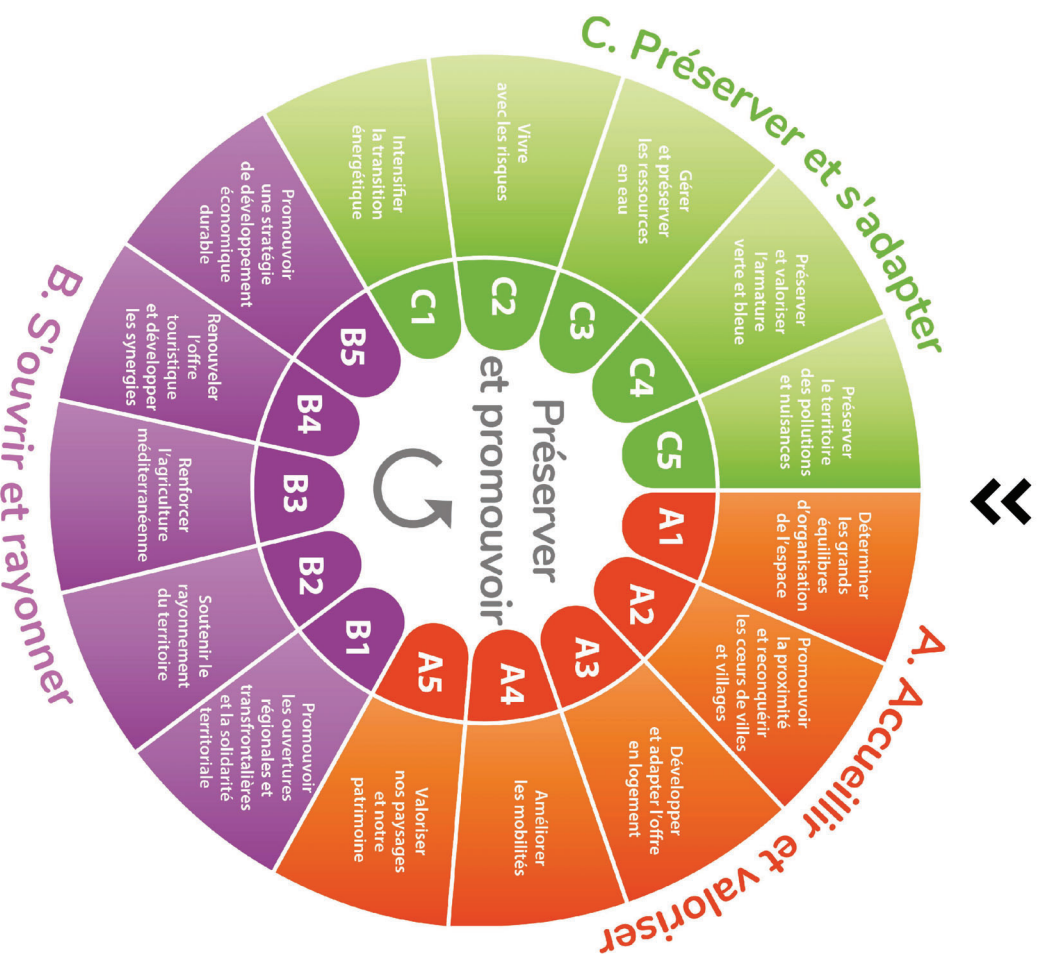 Préserver
et promouvoir
A. Accueillir et valoriser
A1
Déterminer
les grands
équilibres
d'organisation
de l'espace
A2
Promouvoir
la proximité
et reconquérir
les cœurs de villes
et villages
A3
Développer
et adapter l'offre
en logement
A4
Améliorer
les mobilités
A5
Valoriser
nos paysages
et notre
patrimoine
B. S'ouvrir et rayonner
B1
Promouvoir
les ouvertures
régionales et
transfrontalières
et la solidarité
territoriale
B2
Soutenir le
rayonnement
du territoire
B3
Renforcer
l'agriculture
méditerranéenne
B4
Renouveler
l'offre
touristique
et développer
les synergies
B5
Promouvoir
une stratégie
de développement
économique
durable
C. Préserver et s'adapter
C1
Intensifier
la transition
énergétique
C2
Vivre
avec les risques
C3
Gérer
et préserver
les ressources
en eau
C4
Préserver
et valoriser
l'armature
verte et bleue
C5
Préserver
le territoire
des pollutions
et nuisances